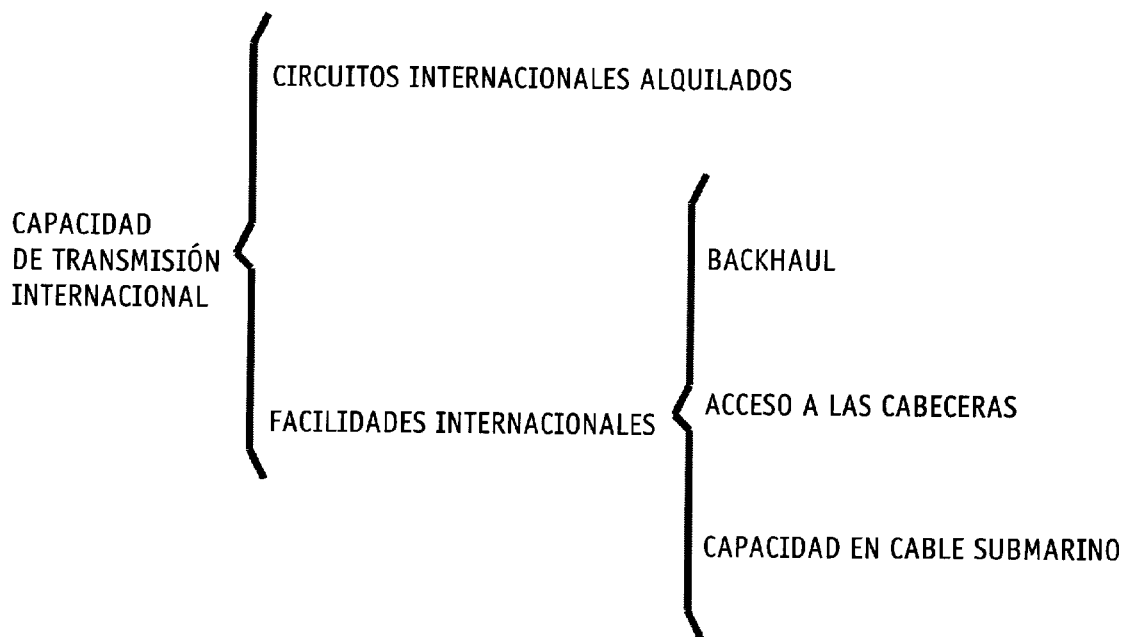 CIRCUITOS INTERNACIONALES ALQUILADOS
CAPACIDAD
DE TRANSMISIÓN
INTERNACIONAL
BACKHAUL
FACILIDADES INTERNACIONALES
ACCESO A LAS CABECERAS
CAPACIDAD EN CABLE SUBMARINO